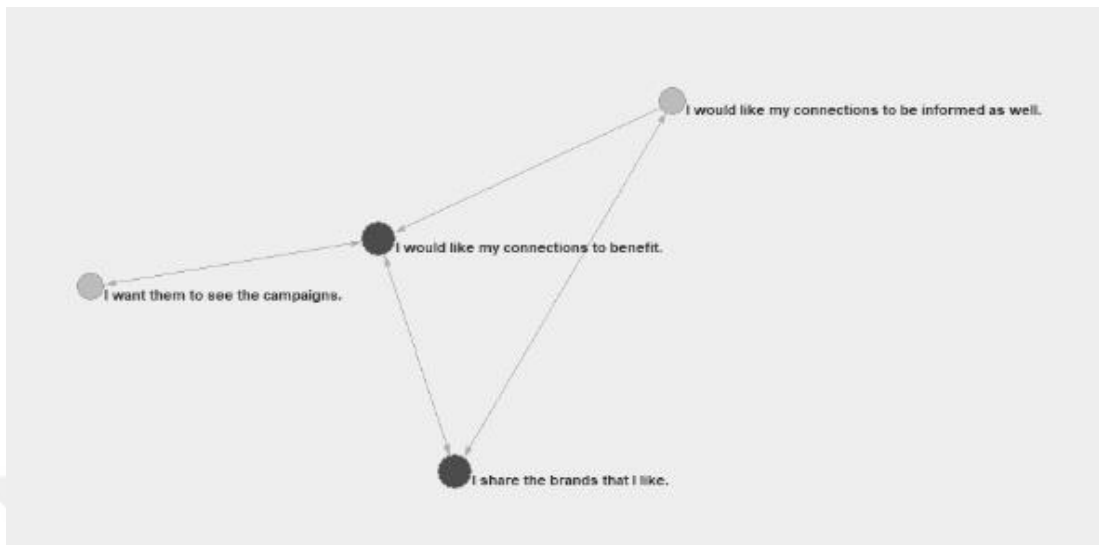 I would like my connections to be informed as well.
I would like my connections to benefit.
I want them to see the campaigns.
I share the brands that I like.